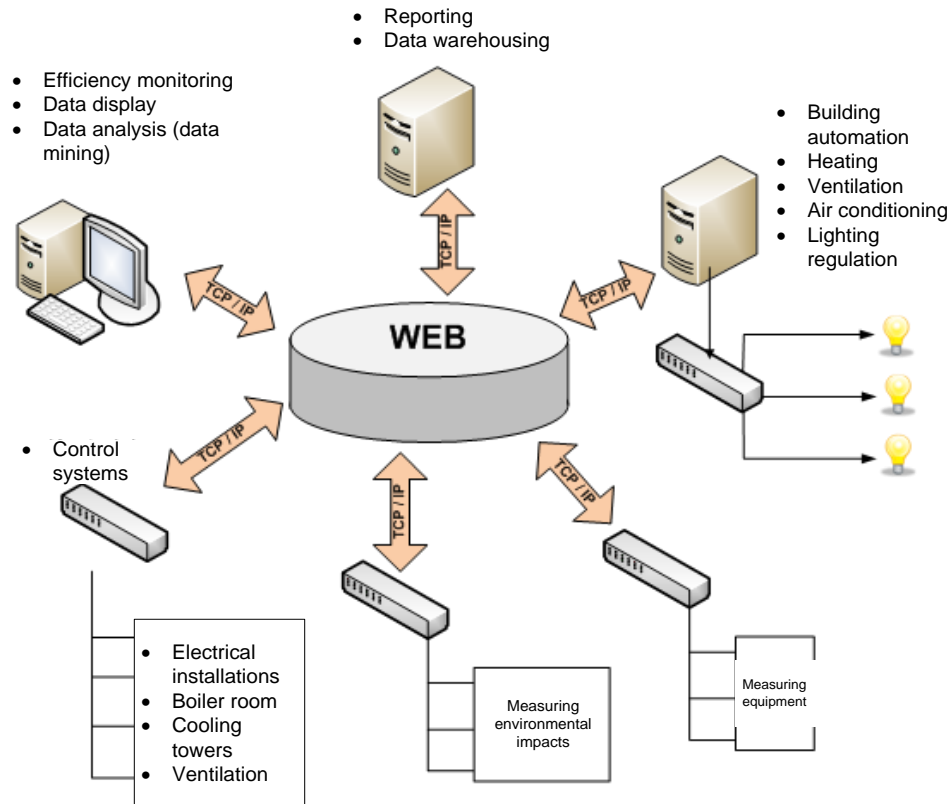 • Reporting
• Data warehousing
• Efficiency monitoring
• Data display
• Data analysis (data
mining)
• Building
automation
• Heating
• Ventilation
• Air conditioning
• Lighting
regulation
TCP / IP
TCP / IP
TCP / IP
WEB
• Control
systems
TCP / IP
TCP / IP
TCP / IP
• Electrical
installations
• Boiler room
• Cooling
towers
• Ventilation
Measuring
environmental
impacts
Measuring
equipment